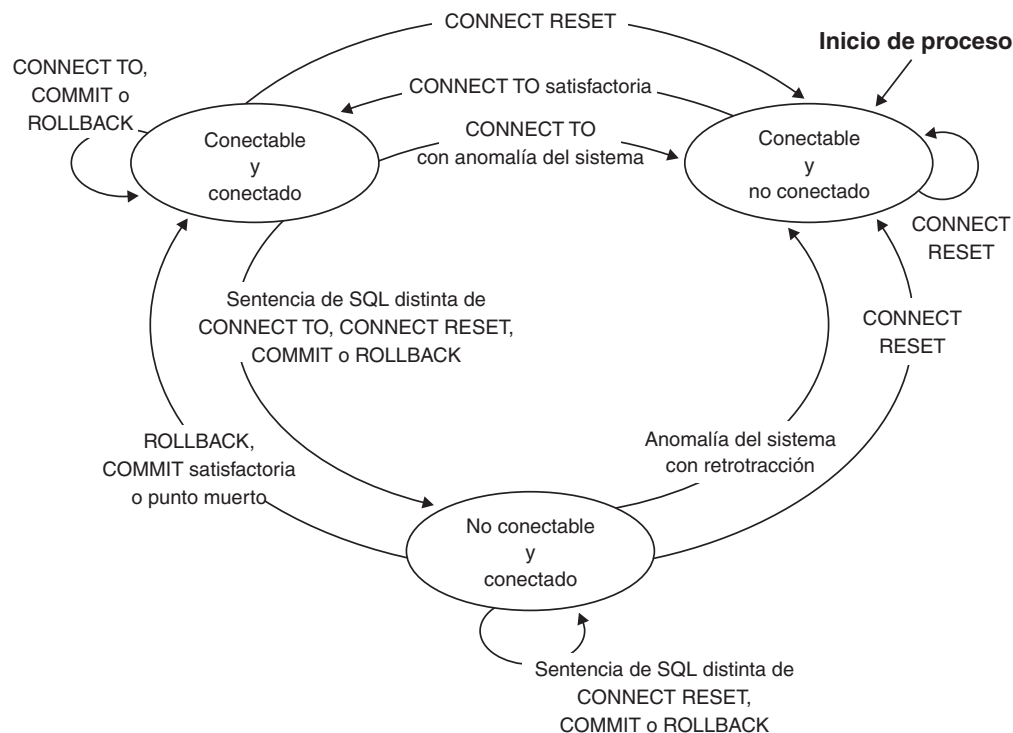 CONNECT RESET
Inicio de proceso
CONNECT TO,
COMMIT o
ROLLBACK
CONNECT TO satisfactoria
Conectable
y
conectado
CONNECT TO
con anomalía del sistema
Conectable
y
no conectado
CONNECT
RESET
Sentencia de SQL distinta de
CONNECT TO, CONNECT RESET,
COMMIT o ROLLBACK
CONNECT
RESET
ROLLBACK,
COMMIT satisfactoria
o punto muerto
Anomalía del sistema
con retrotracción
No conectable
y
conectado
Sentencia de SQL distinta de
CONNECT RESET,
COMMIT o ROLLBACK